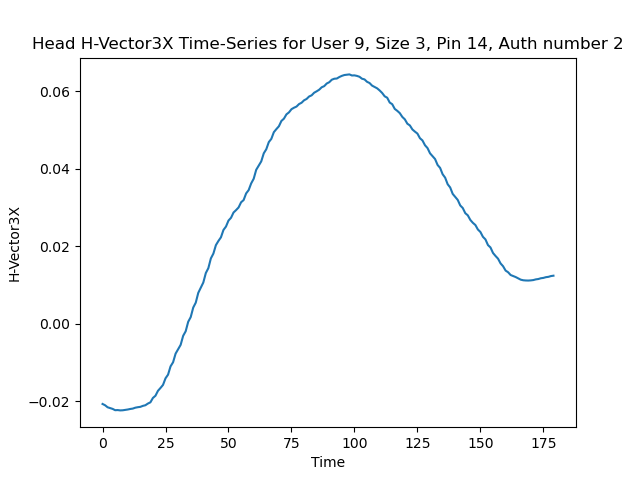 Head H-Vector3X Time-Series for User 9, Size 3, Pin 14, Auth number 2
H-Vector3X
0.06
0.04
0.02
0.00
−0.02
0 25 50 75 100 125 150 175
Time